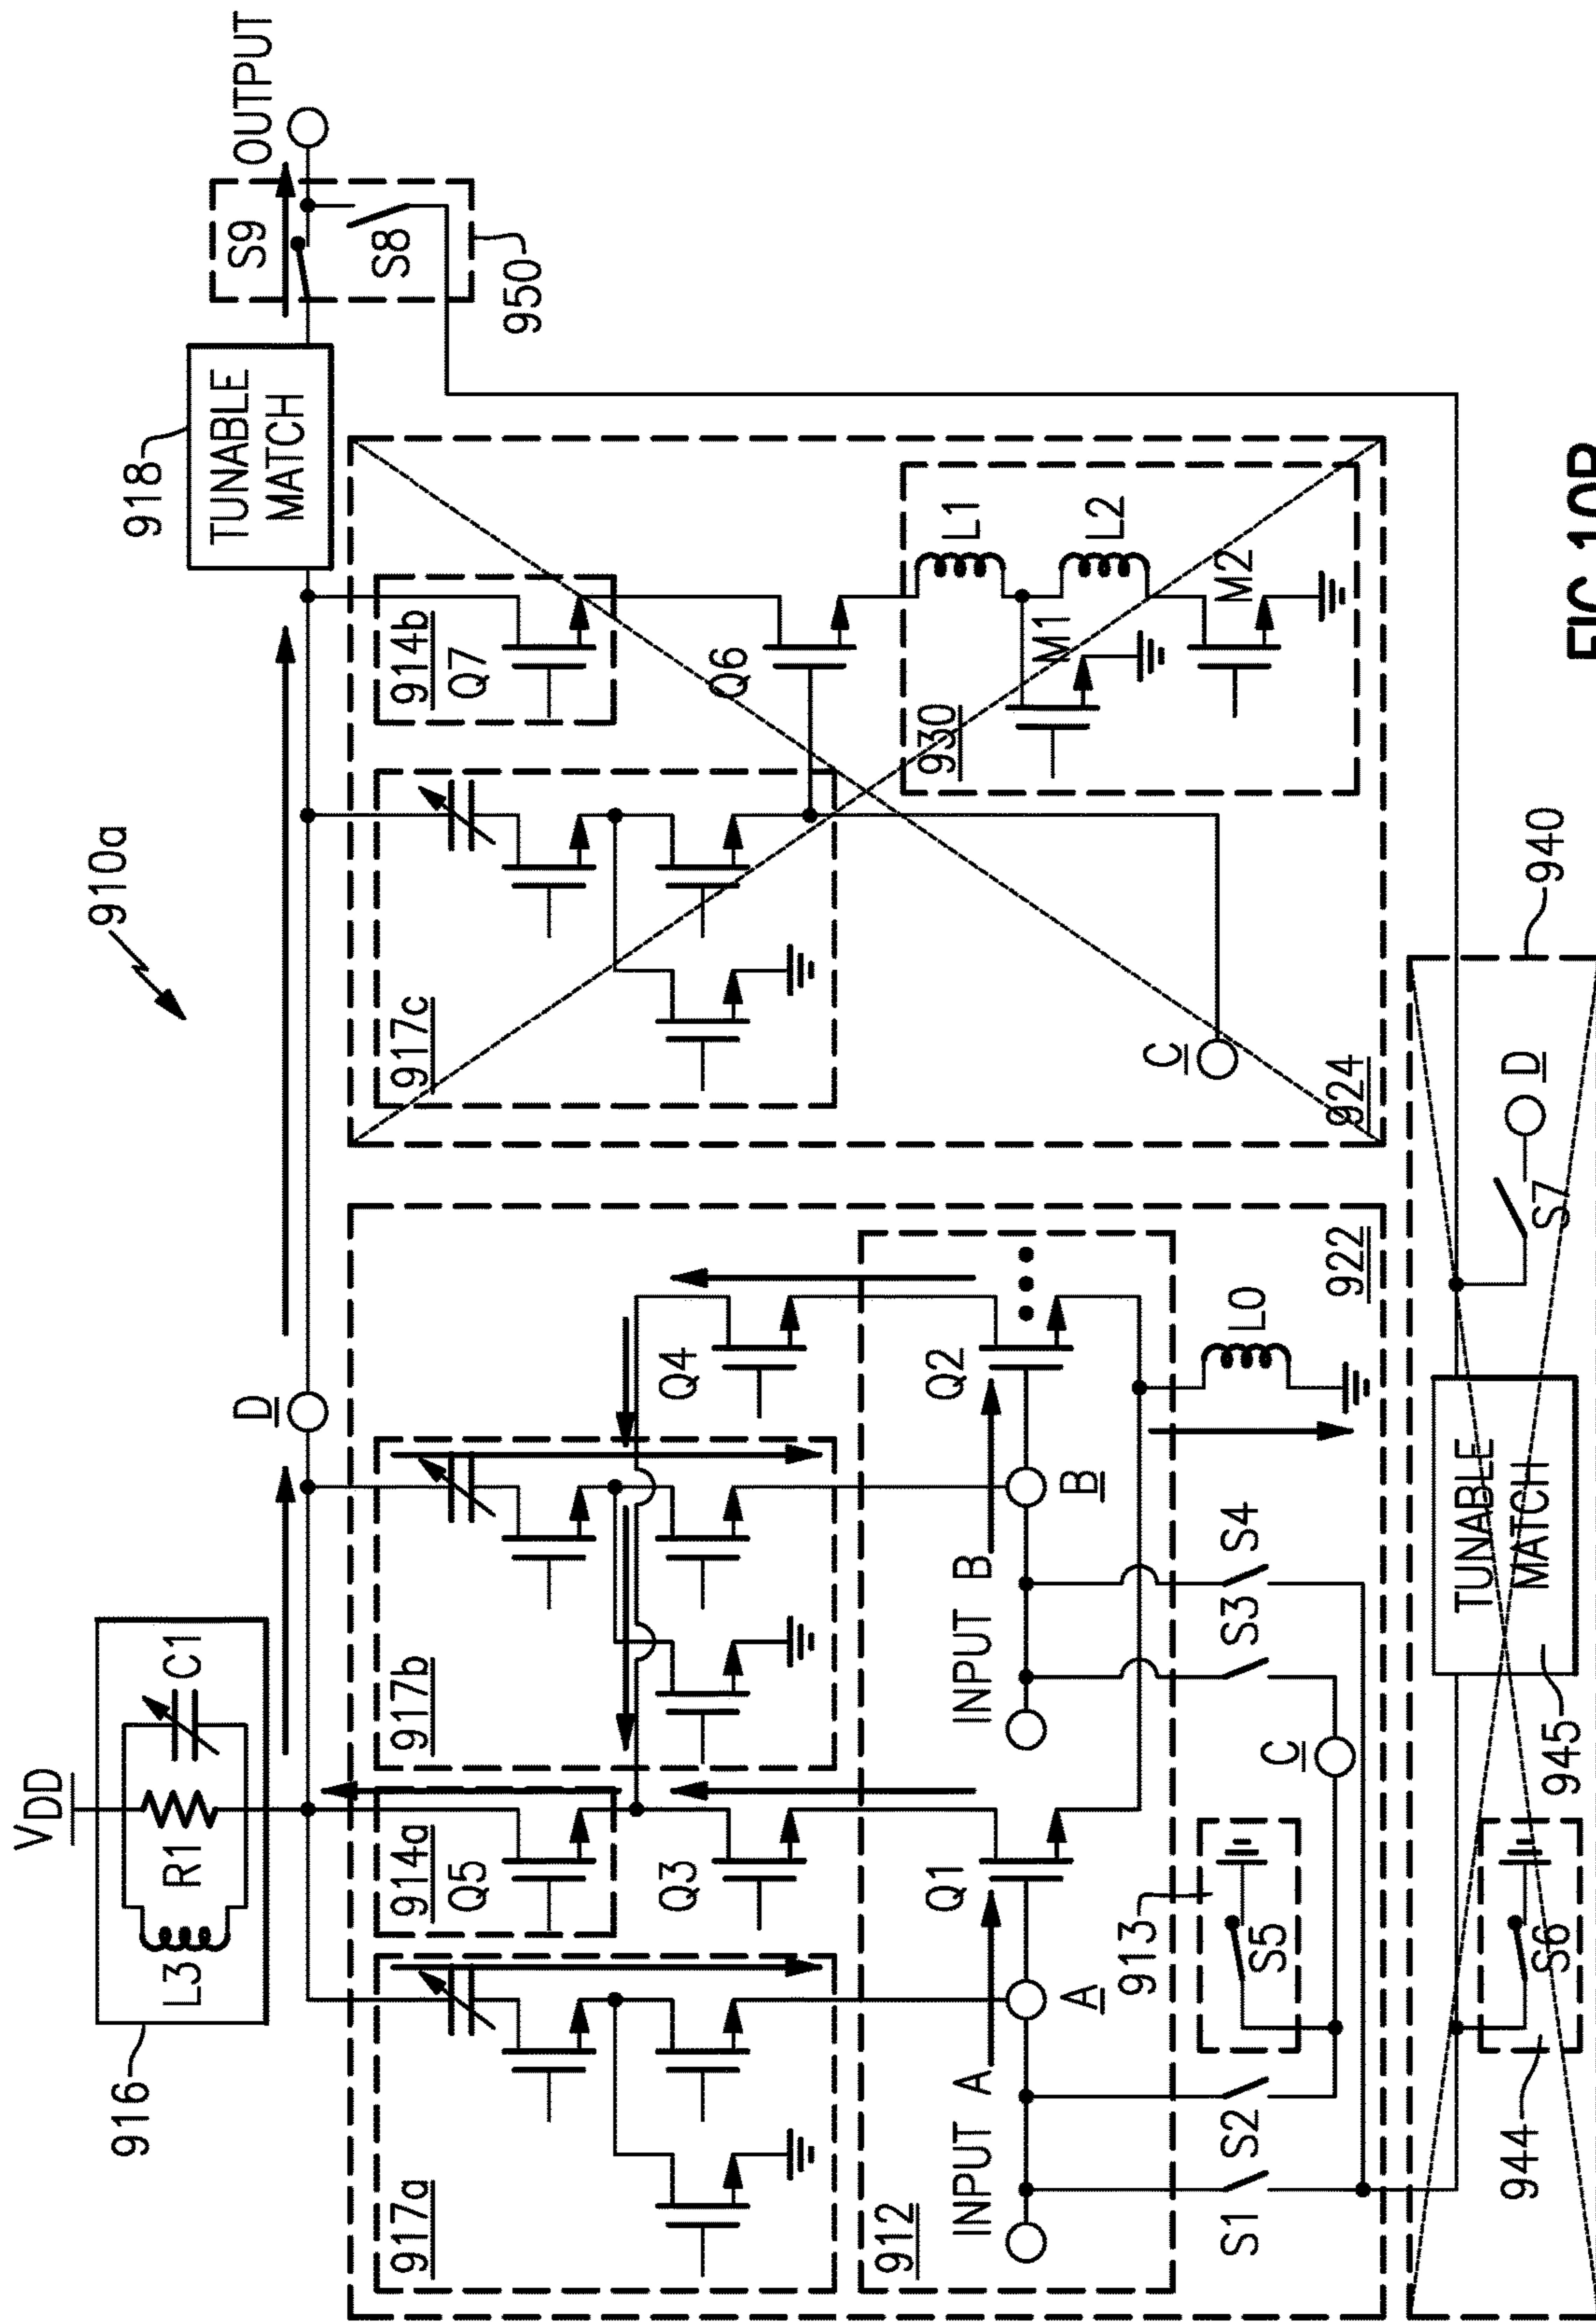 910a
V_DD
916
L3
R1
C1
D
918
TUNABLE
MATCH
S9
OUTPUT
S8
950
917a
914a
Q5
917b
Q3
Q4
917c
914b
Q7
Q6
912
INPUT A
A
Q1
INPUT B
B
Q2
930
M1
L1
L2
M2
S1
S2
913
S5
C
S3
S4
L0
922
C
924
944
S6
945
TUNABLE
MATCH
S7
D
940